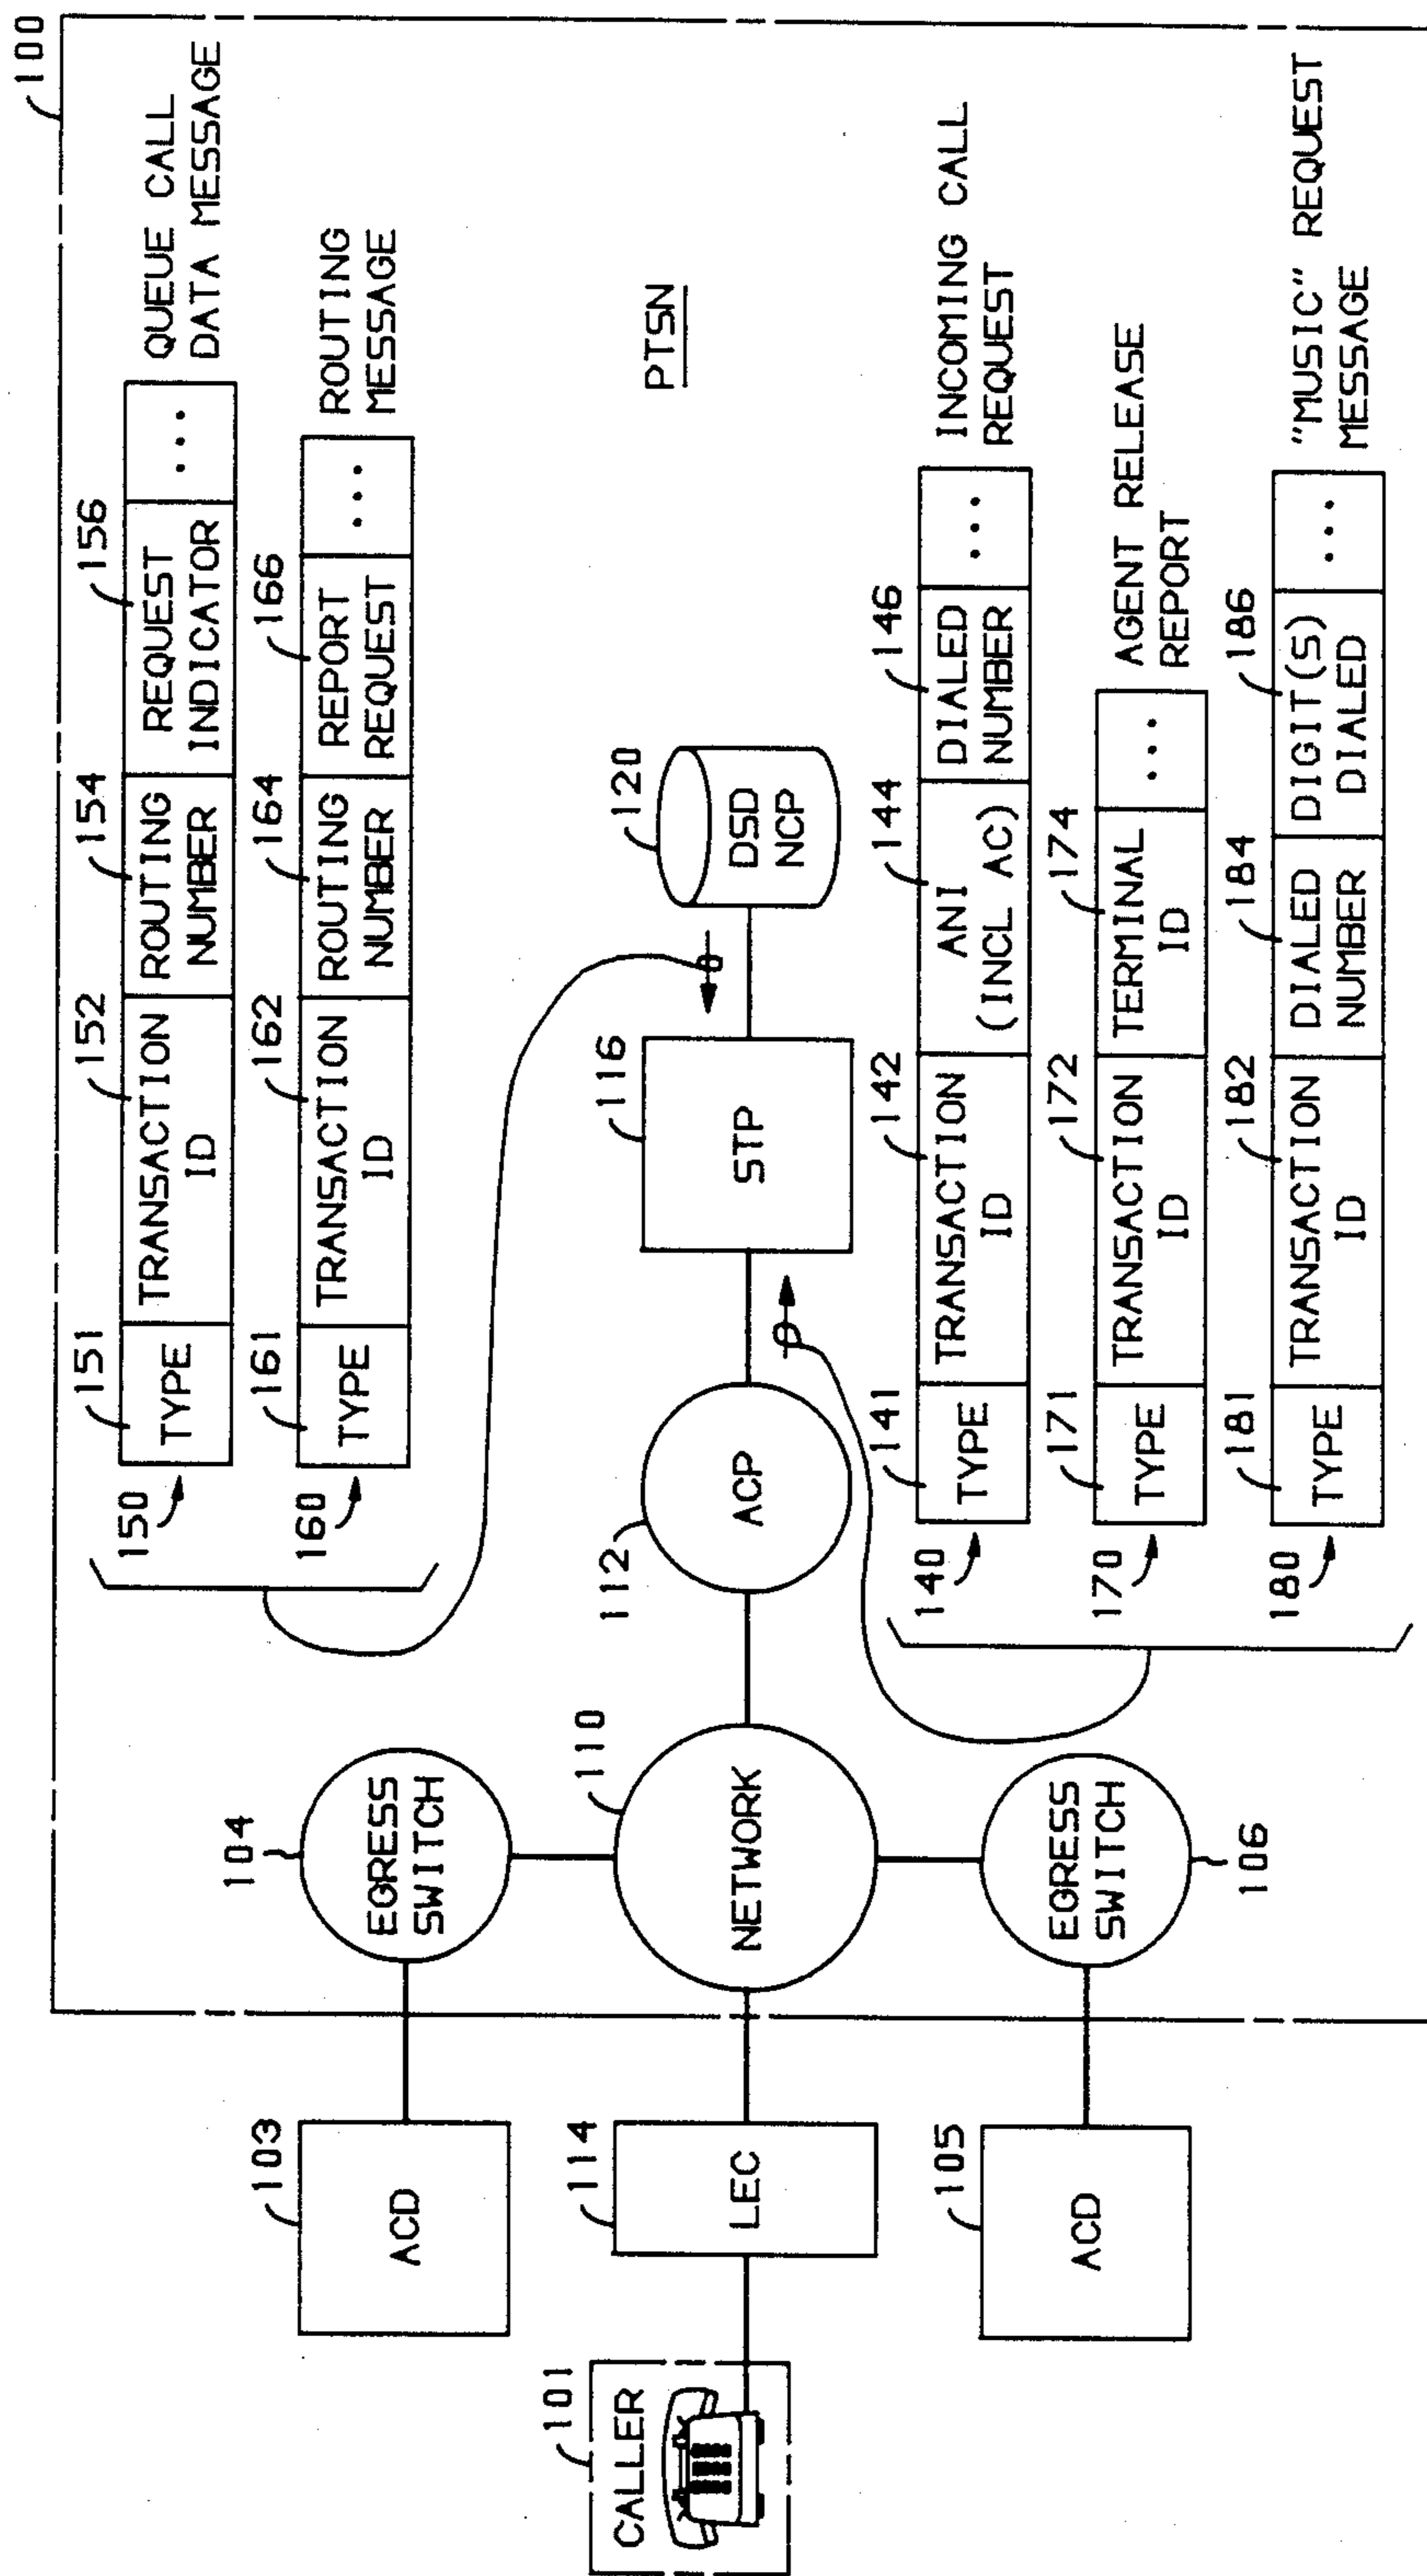 100
151
152
154
156
TYPE
TRANSACTION
ID
ROUTING
NUMBER
REQUEST
INDICATOR
...
QUEUE CALL
DATA MESSAGE
150
161
162
164
166
TYPE
TRANSACTION
ID
ROUTING
NUMBER
REPORT
REQUEST
...
ROUTING
MESSAGE
160
PTSN
103
ACD
104
EGRESS
SWITCH
101
CALLER
114
LEC
110
NETWORK
112
ACP
116
STP
120
DSD
NCP
105
ACD
EGRESS
SWITCH
106
141
142
144
146
TYPE
TRANSACTION
ID
ANI
(INCL AC)
DIALED
NUMBER
...
INCOMING CALL
REQUEST
140
171
172
174
TYPE
TRANSACTION
ID
TERMINAL
ID
...
AGENT RELEASE
REPORT
170
181
182
184
186
TYPE
TRANSACTION
ID
DIALED
NUMBER
DIGIT(S)
DIALED
...
"MUSIC" REQUEST
MESSAGE
180